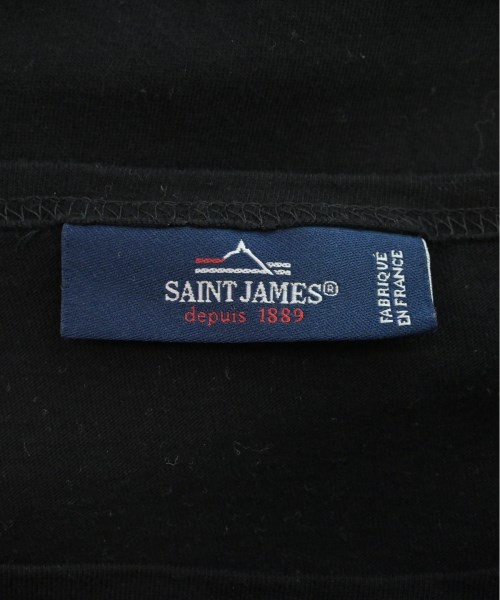 SAINT JAMES®
depuis 1889
FABRIQUÉ
EN FRANCE